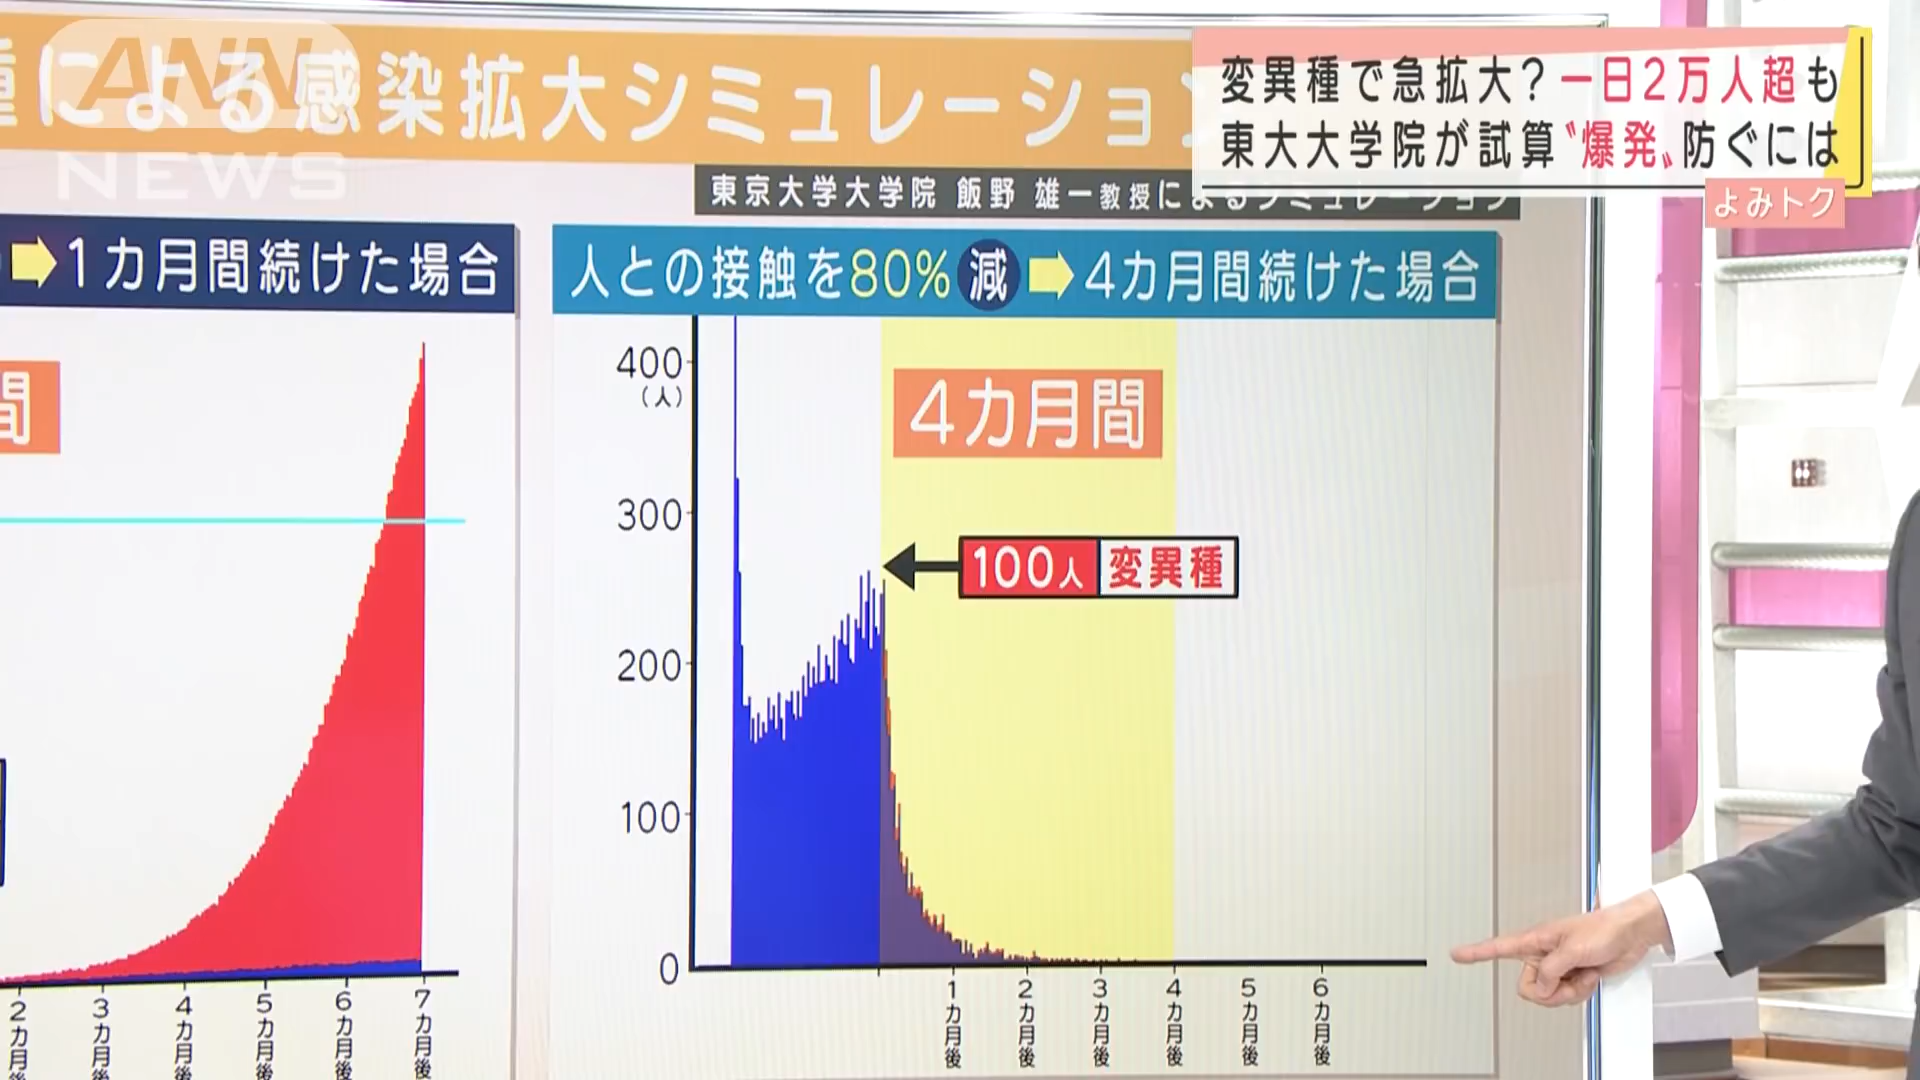 ANN
NEWS
種による感染拡大シミュレーション
変異種で急拡大?一日2万人超も
東大大学院が試算〝爆発〟防ぐには
よみトク
東京大学大学院 飯野 雄一教授によるシミュレーション
1カ月間続けた場合
間
2カ月後
3カ月後
4カ月後
5カ月後
6カ月後
7カ月後
人との接触を80%減 4カ月間続けた場合
400
(人)
300
200
100
0
4カ月間
100人 変異種
1カ月後
2カ月後
3カ月後
4カ月後
5カ月後
6カ月後